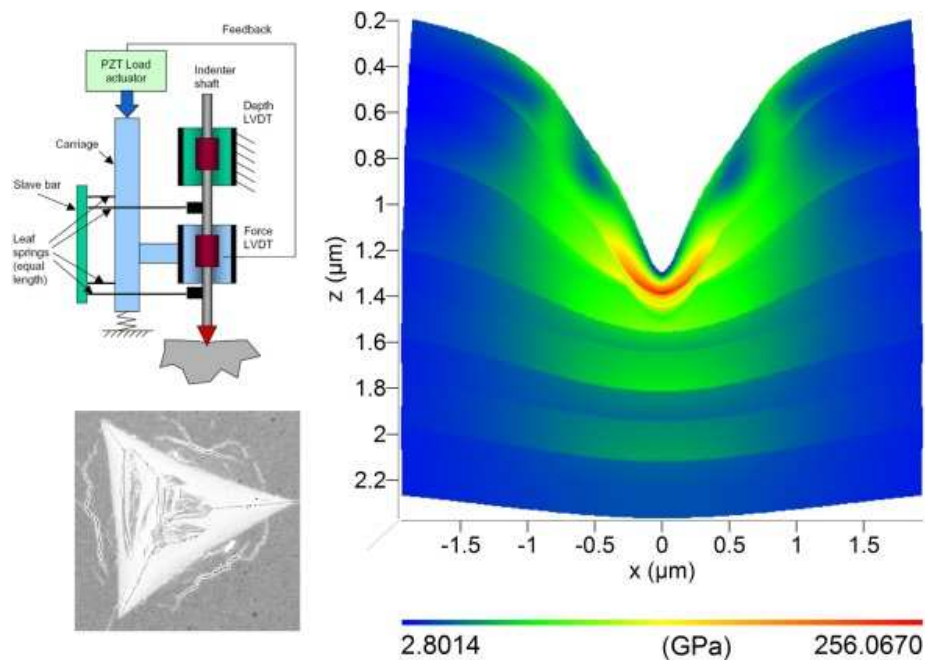 Feedback
PZT Load
actuator
Indenter
shaft
Depth
LVDT
Carriage
Slave bar
Force
LVDT
Leaf
springs
(equal
length)
0.2
0.4
0.6
0.8
1
1.2
1.4
1.6
1.8
2
2.2
z (µm)
-1.5
-1
-0.5
0
0.5
1
1.5
x (µm)
2.8014
(GPa)
256.0670